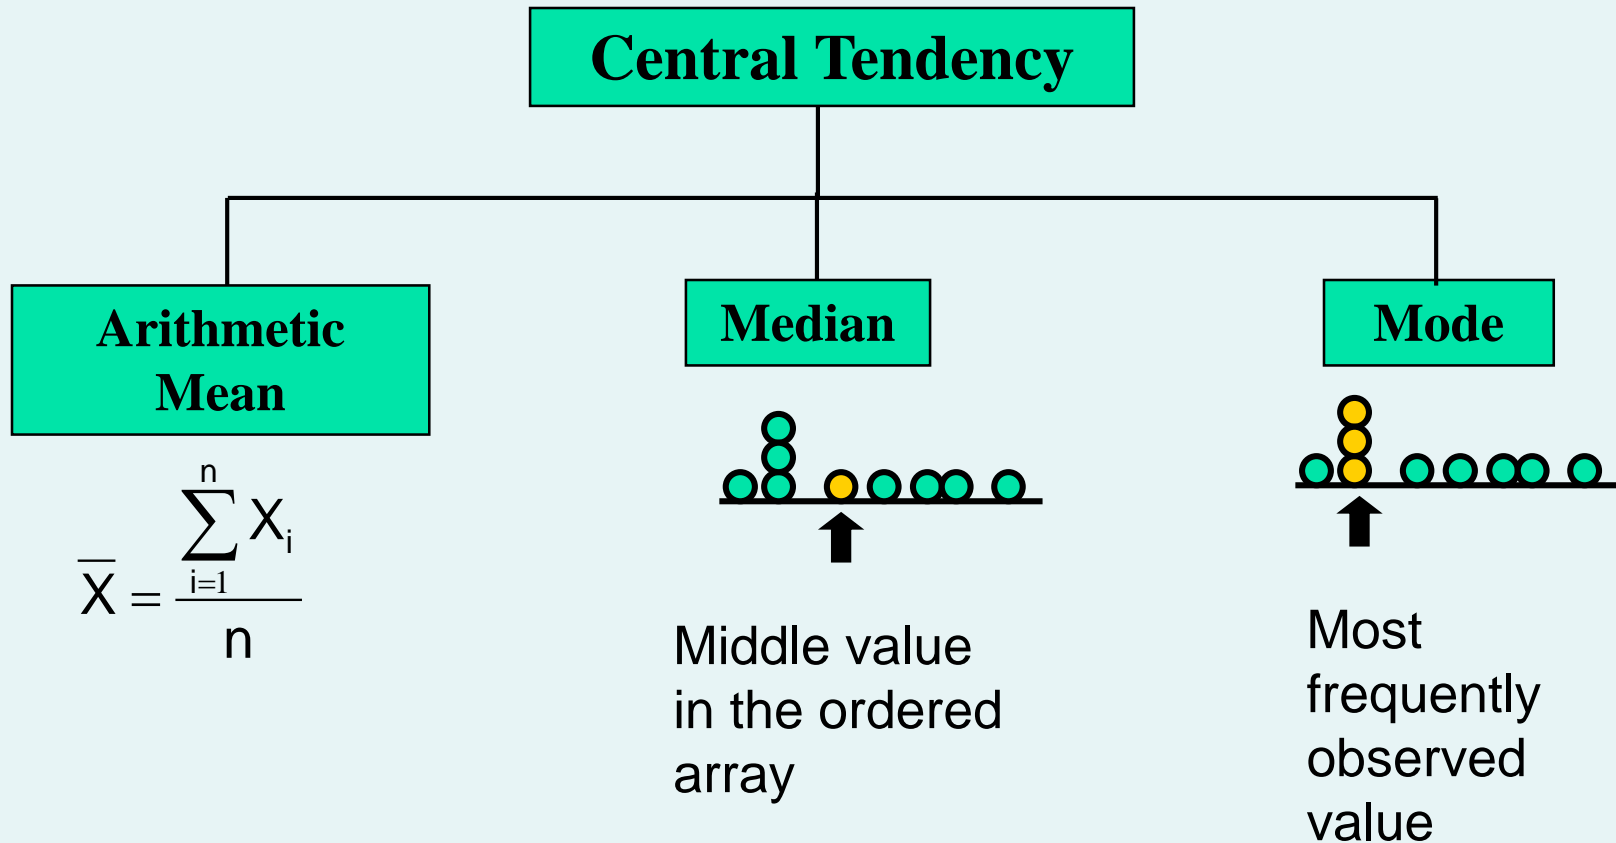 Central Tendency
Arithmetic
Mean
Median
Mode
n
∑ Xᵢ
i=1
X̅ =
n
Middle value
in the ordered
array
Most
frequently
observed
value